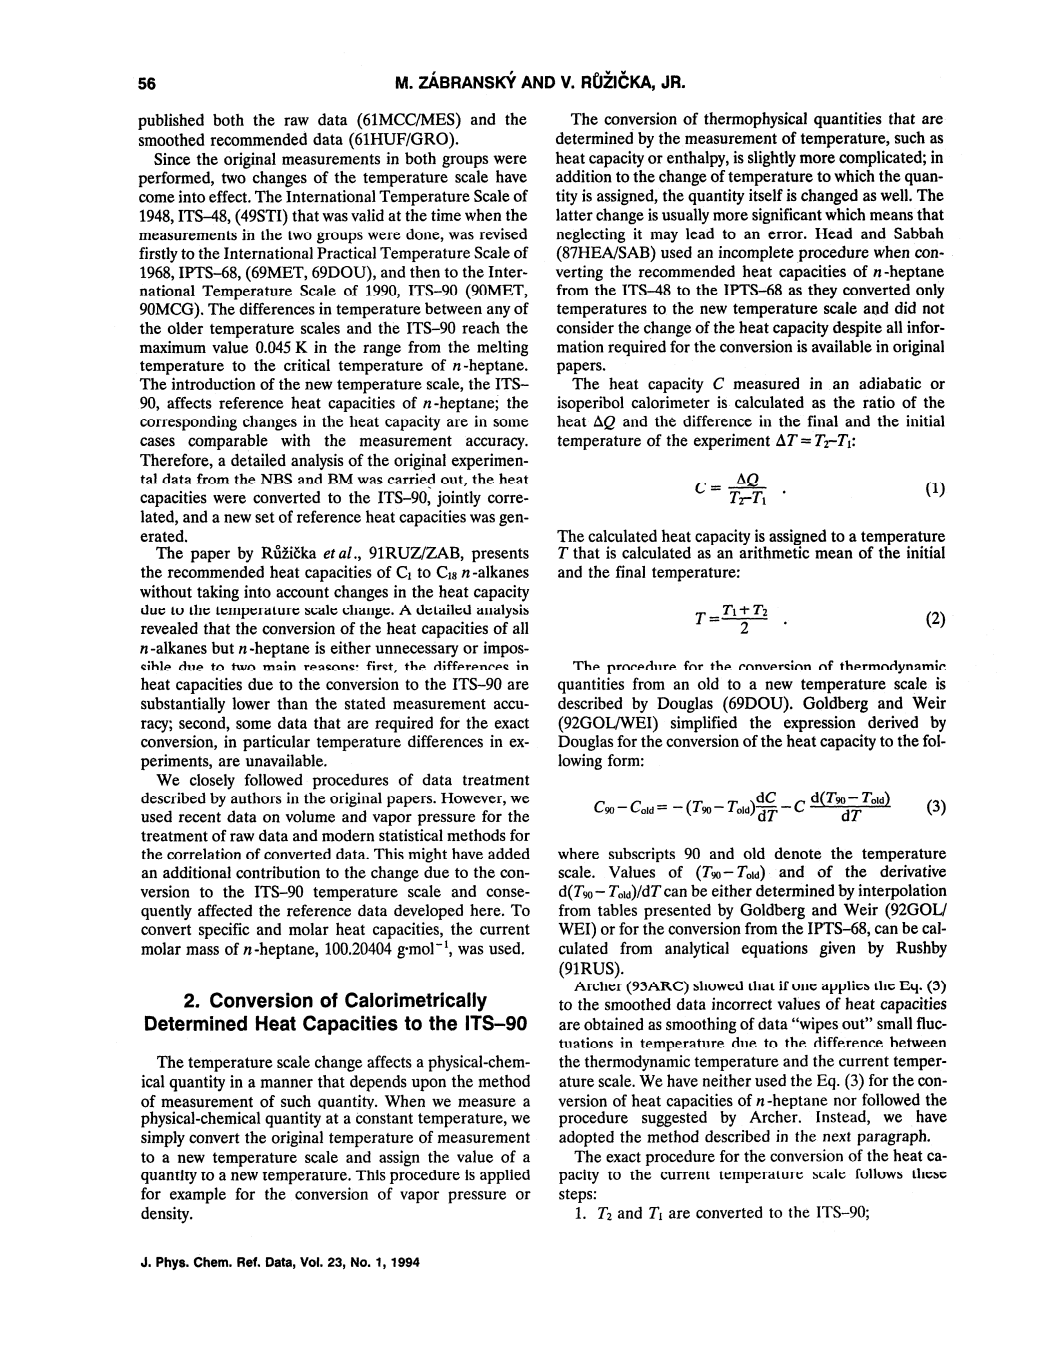 56
M. ZÁBRANSKÝ AND V. RŮŽIČKA, JR.
published both the raw data (61MCC/MES) and the
smoothed recommended data (61HUF/GRO).
Since the original measurements in both groups were
performed, two changes of the temperature scale have
come into effect. The International Temperature Scale of
1948, ITS–48, (49STI) that was valid at the time when the
measurements in the two groups were done, was revised
firstly to the International Practical Temperature Scale of
1968, IPTS–68, (69MET, 69DOU), and then to the Inter-
national Temperature Scale of 1990, ITS–90 (90MET,
90MCG). The differences in temperature between any of
the older temperature scales and the ITS–90 reach the
maximum value 0.045 K in the range from the melting
temperature to the critical temperature of n-heptane.
The introduction of the new temperature scale, the ITS–
90, affects reference heat capacities of n-heptane; the
corresponding changes in the heat capacity are in some
cases comparable with the measurement accuracy.
Therefore, a detailed analysis of the original experimen-
tal data from the NBS and BM was carried out, the heat
capacities were converted to the ITS–90, jointly corre-
lated, and a new set of reference heat capacities was gen-
erated.
The paper by Růžička et al., 91RUZ/ZAB, presents
the recommended heat capacities of C₁ to C₁₈ n-alkanes
without taking into account changes in the heat capacity
due to the temperature scale change. A detailed analysis
revealed that the conversion of the heat capacities of all
n-alkanes but n-heptane is either unnecessary or impos-
sible due to two main reasons: first, the differences in
heat capacities due to the conversion to the ITS–90 are
substantially lower than the stated measurement accu-
racy; second, some data that are required for the exact
conversion, in particular temperature differences in ex-
periments, are unavailable.
We closely followed procedures of data treatment
described by authors in the original papers. However, we
used recent data on volume and vapor pressure for the
treatment of raw data and modern statistical methods for
the correlation of converted data. This might have added
an additional contribution to the change due to the con-
version to the ITS–90 temperature scale and conse-
quently affected the reference data developed here. To
convert specific and molar heat capacities, the current
molar mass of n-heptane, 100.20404 g·mol⁻¹, was used.
2. Conversion of Calorimetrically
Determined Heat Capacities to the ITS–90
The temperature scale change affects a physical-chem-
ical quantity in a manner that depends upon the method
of measurement of such quantity. When we measure a
physical-chemical quantity at a constant temperature, we
simply convert the original temperature of measurement
to a new temperature scale and assign the value of a
quantity to a new temperature. This procedure is applied
for example for the conversion of vapor pressure or
density.
The conversion of thermophysical quantities that are
determined by the measurement of temperature, such as
heat capacity or enthalpy, is slightly more complicated; in
addition to the change of temperature to which the quan-
tity is assigned, the quantity itself is changed as well. The
latter change is usually more significant which means that
neglecting it may lead to an error. Head and Sabbah
(87HEA/SAB) used an incomplete procedure when con-
verting the recommended heat capacities of n-heptane
from the ITS–48 to the IPTS–68 as they converted only
temperatures to the new temperature scale and did not
consider the change of the heat capacity despite all infor-
mation required for the conversion is available in original
papers.
The heat capacity C measured in an adiabatic or
isoperibol calorimeter is calculated as the ratio of the
heat ΔQ and the difference in the final and the initial
temperature of the experiment ΔT = T₂–T₁:
C = ΔQ / (T₂–T₁) . (1)
The calculated heat capacity is assigned to a temperature
T that is calculated as an arithmetic mean of the initial
and the final temperature:
T = (T₁ + T₂) / 2 . (2)
The procedure for the conversion of thermodynamic
quantities from an old to a new temperature scale is
described by Douglas (69DOU). Goldberg and Weir
(92GOL/WEI) simplified the expression derived by
Douglas for the conversion of the heat capacity to the fol-
lowing form:
C₉₀ − C_old = −(T₉₀ − T_old) dC/dT − C d(T₉₀ − T_old)/dT (3)
where subscripts 90 and old denote the temperature
scale. Values of (T₉₀ − T_old) and of the derivative
d(T₉₀ − T_old)/dT can be either determined by interpolation
from tables presented by Goldberg and Weir (92GOL/
WEI) or for the conversion from the IPTS–68, can be cal-
culated from analytical equations given by Rushby
(91RUS).
Archer (93ARC) showed that if one applies the Eq. (3)
to the smoothed data incorrect values of heat capacities
are obtained as smoothing of data “wipes out” small fluc-
tuations in temperature due to the difference between
the thermodynamic temperature and the current temper-
ature scale. We have neither used the Eq. (3) for the con-
version of heat capacities of n-heptane nor followed the
procedure suggested by Archer. Instead, we have
adopted the method described in the next paragraph.
The exact procedure for the conversion of the heat ca-
pacity to the current temperature scale follows these
steps:
1. T₂ and T₁ are converted to the ITS–90;
J. Phys. Chem. Ref. Data, Vol. 23, No. 1, 1994